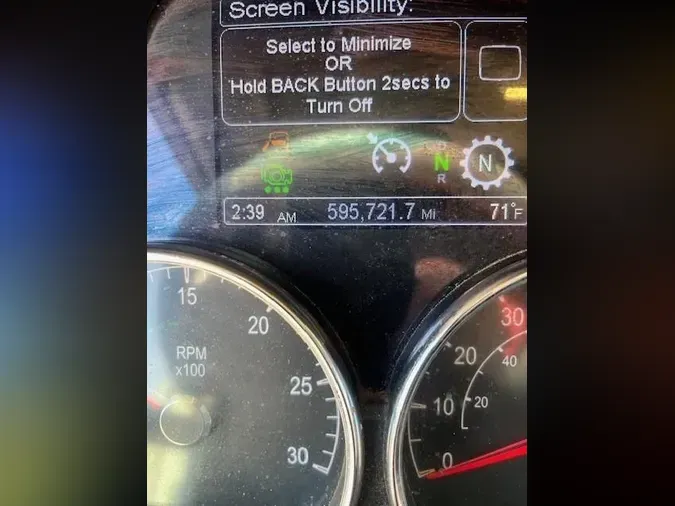 Screen Visibility:
Select to Minimize
OR
Hold BACK Button 2secs to
Turn Off
N
R
N
2:39 AM 595,721.7 MI 71°F
15
20
25
30
RPM
x100
30
20
10
0
40
20